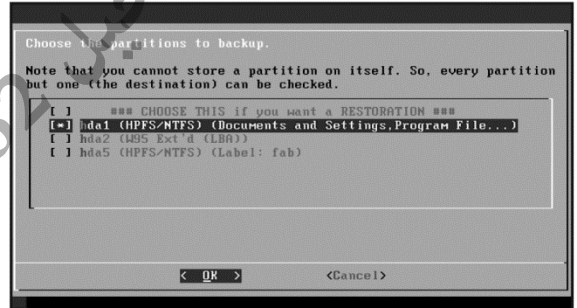 Choose the partitions to backup.
Note that you cannot store a partition on itself. So, every partition
but one (the destination) can be checked.
[ ] ### CHOOSE THIS if you want a RESTORATION ###
[*] hda1 (HPFS/NTFS) (Documents and Settings,Program File...)
[ ] hda2 (W95 Ext'd (LBA))
[ ] hda5 (HPFS/NTFS) (Label: fab)
< OK > <Cancel>